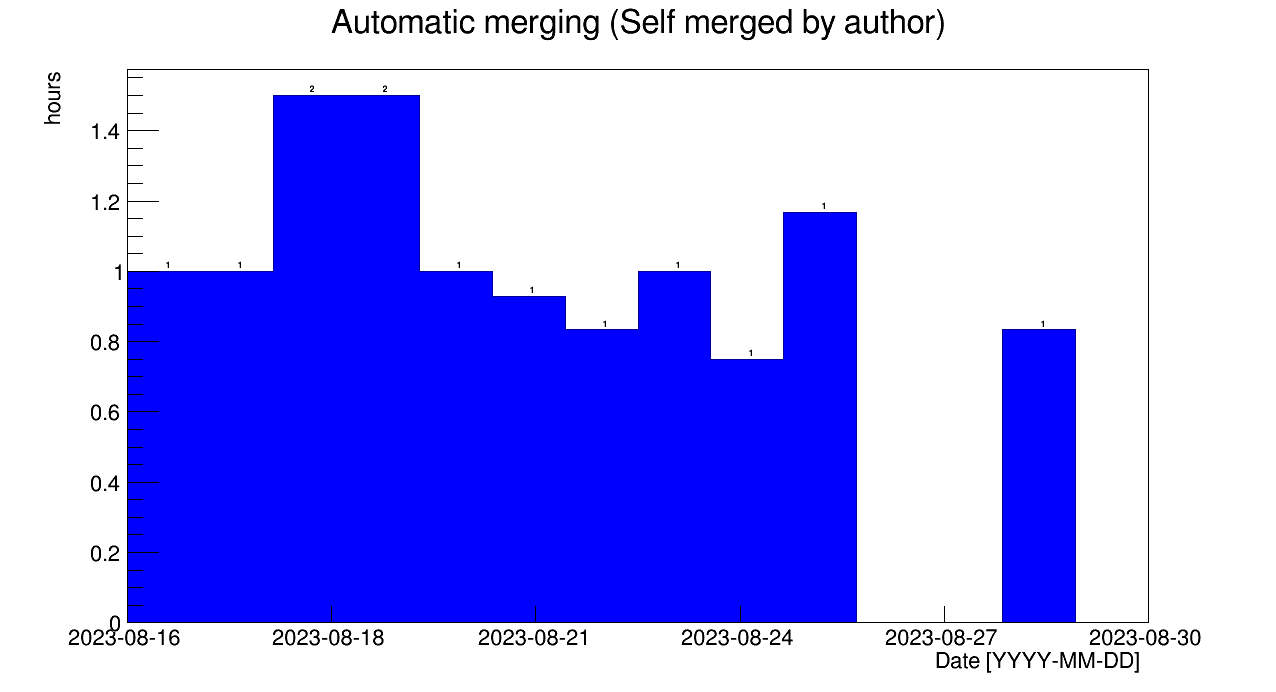 Automatic merging (Self merged by author)
hours
1.4
1.2
1
0.8
0.6
0.4
0.2
0
2 2
1 1 1 1 1 1 1 1 1
2023-08-16 2023-08-18 2023-08-21 2023-08-24 2023-08-27 2023-08-30
Date [YYYY-MM-DD]